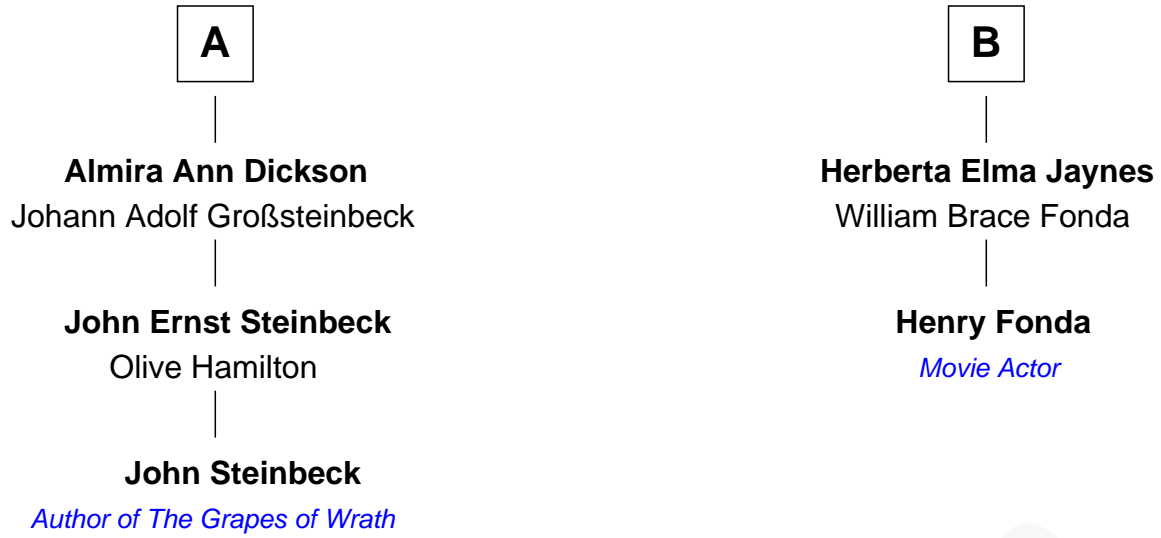 A
Almira Ann Dickson
Johann Adolf Großsteinbeck
John Ernst Steinbeck
Olive Hamilton
John Steinbeck
Author of The Grapes of Wrath
B
Herberta Elma Jaynes
William Brace Fonda
Henry Fonda
Movie Actor